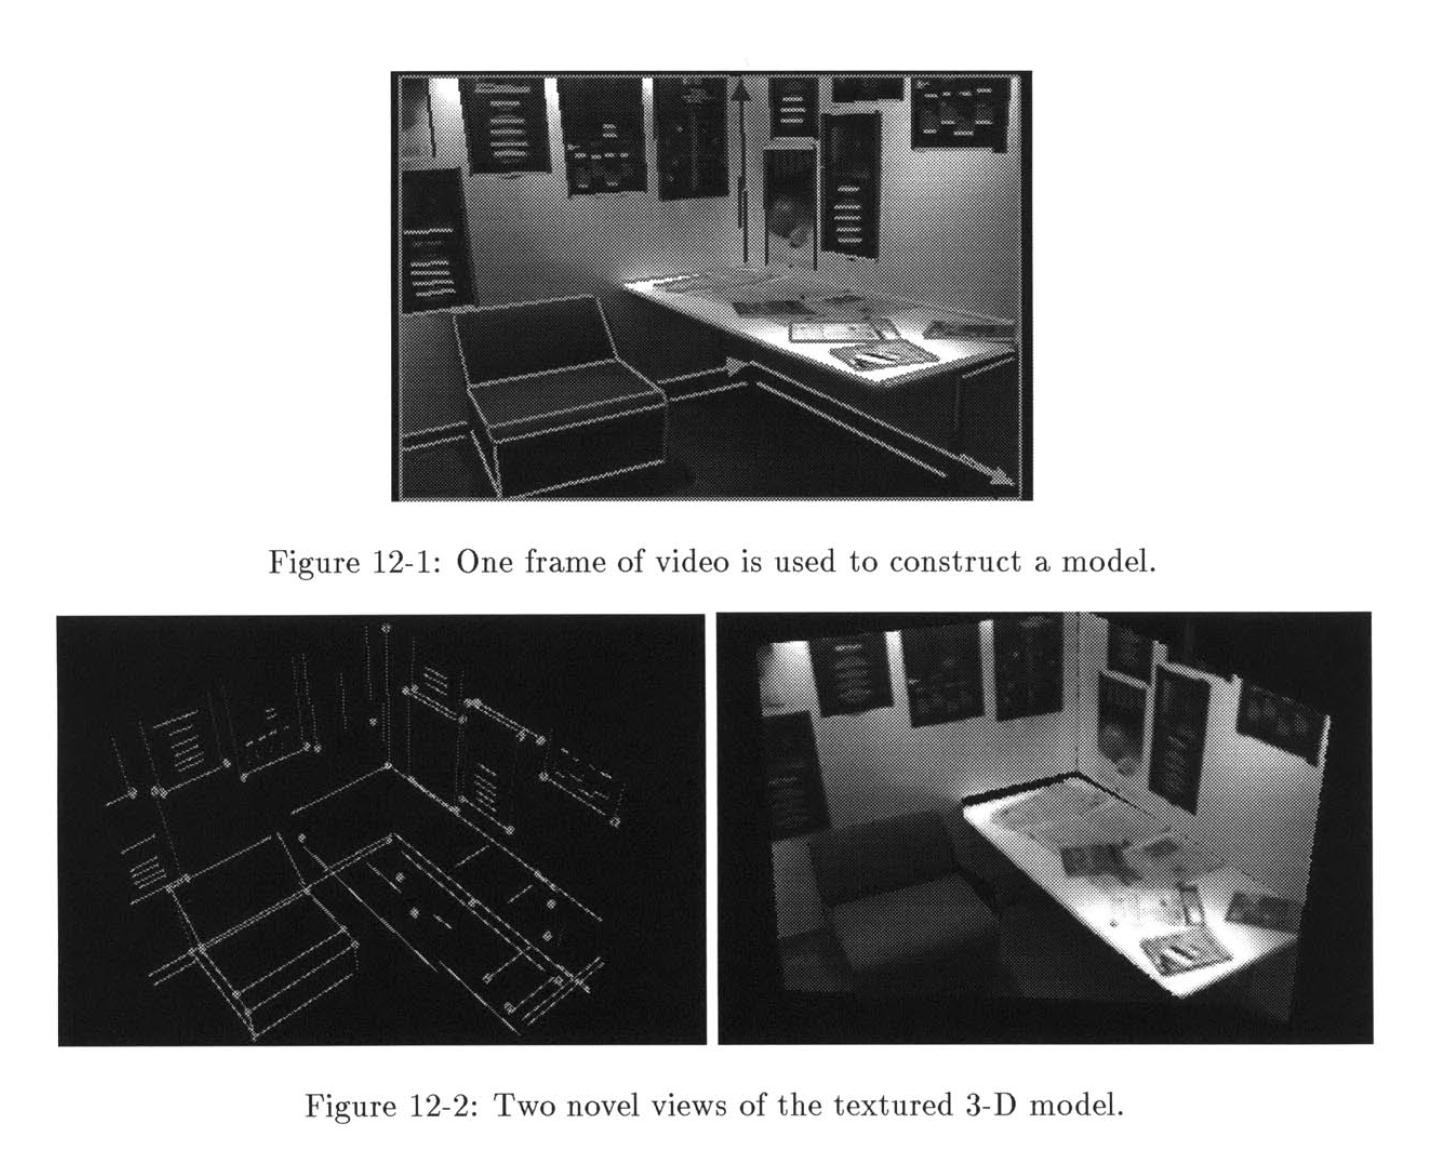 Figure 12-1: One frame of video is used to construct a model.
Figure 12-2: Two novel views of the textured 3-D model.